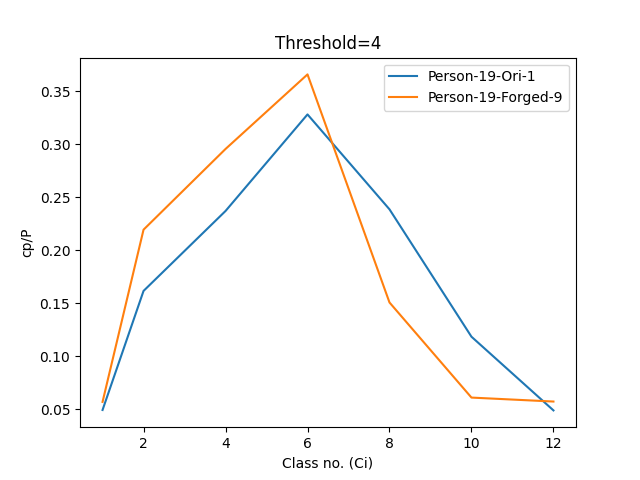 Threshold=4
Person-19-Ori-1
Person-19-Forged-9
cp/P
0.35
0.30
0.25
0.20
0.15
0.10
0.05
2 4 6 8 10 12
Class no. (Ci)